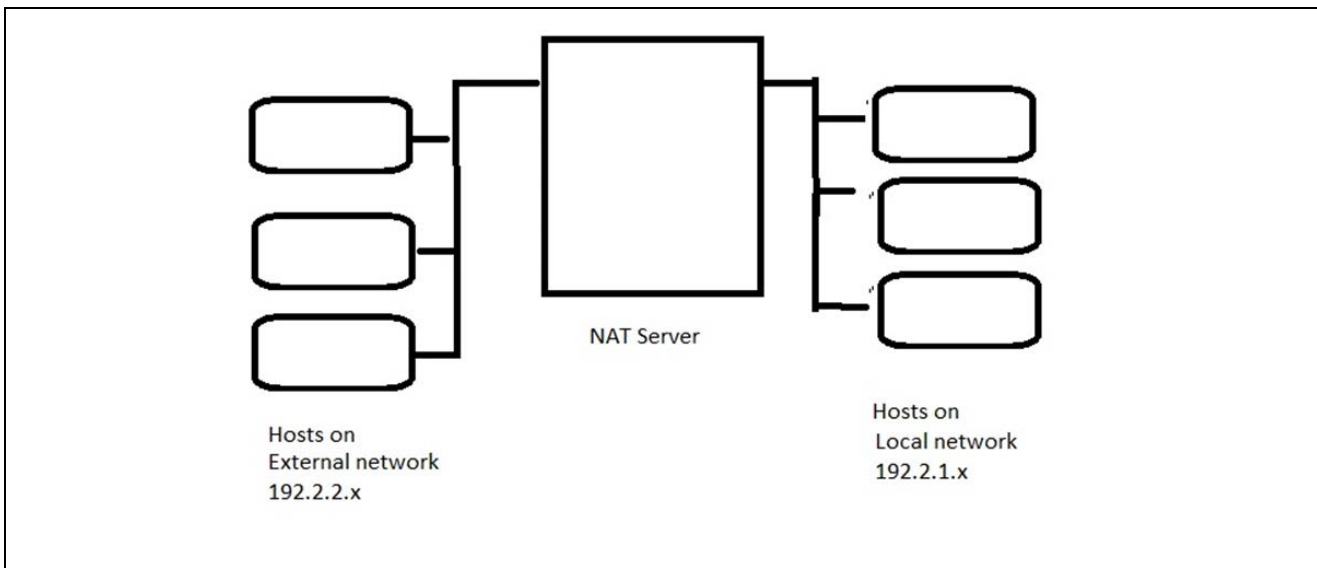 NAT Server
Hosts on
External network
192.2.2.x
Hosts on
Local network
192.2.1.x